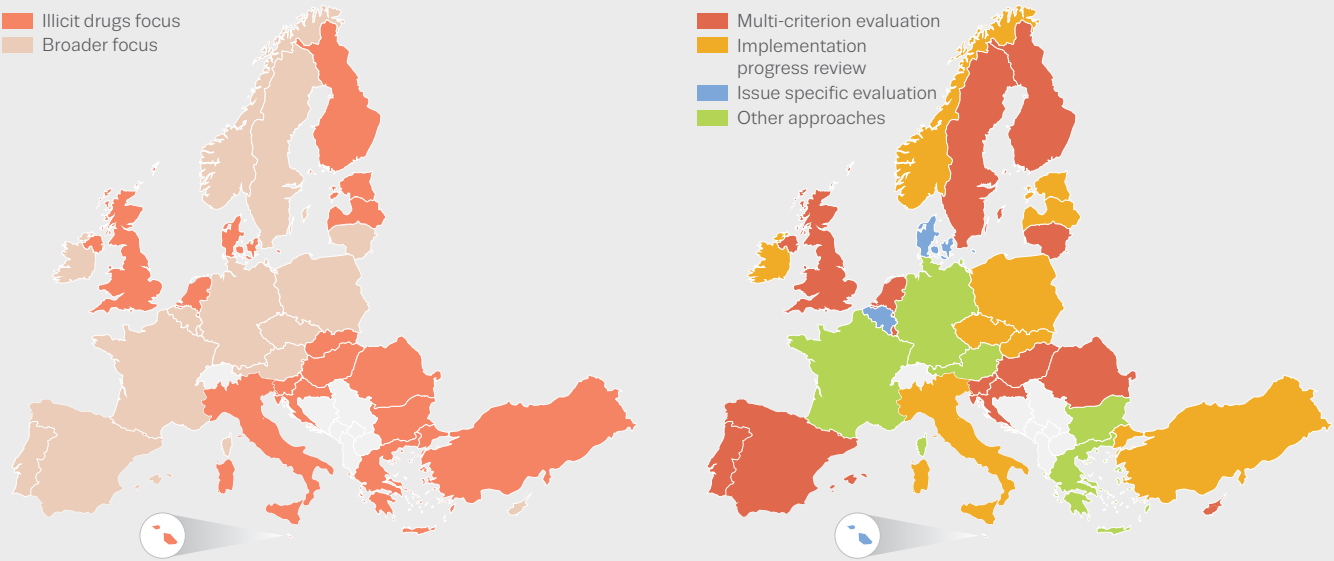 Illicit drugs focus
Broader focus
Multi-criterion evaluation
Implementation
progress review
Issue specific evaluation
Other approaches